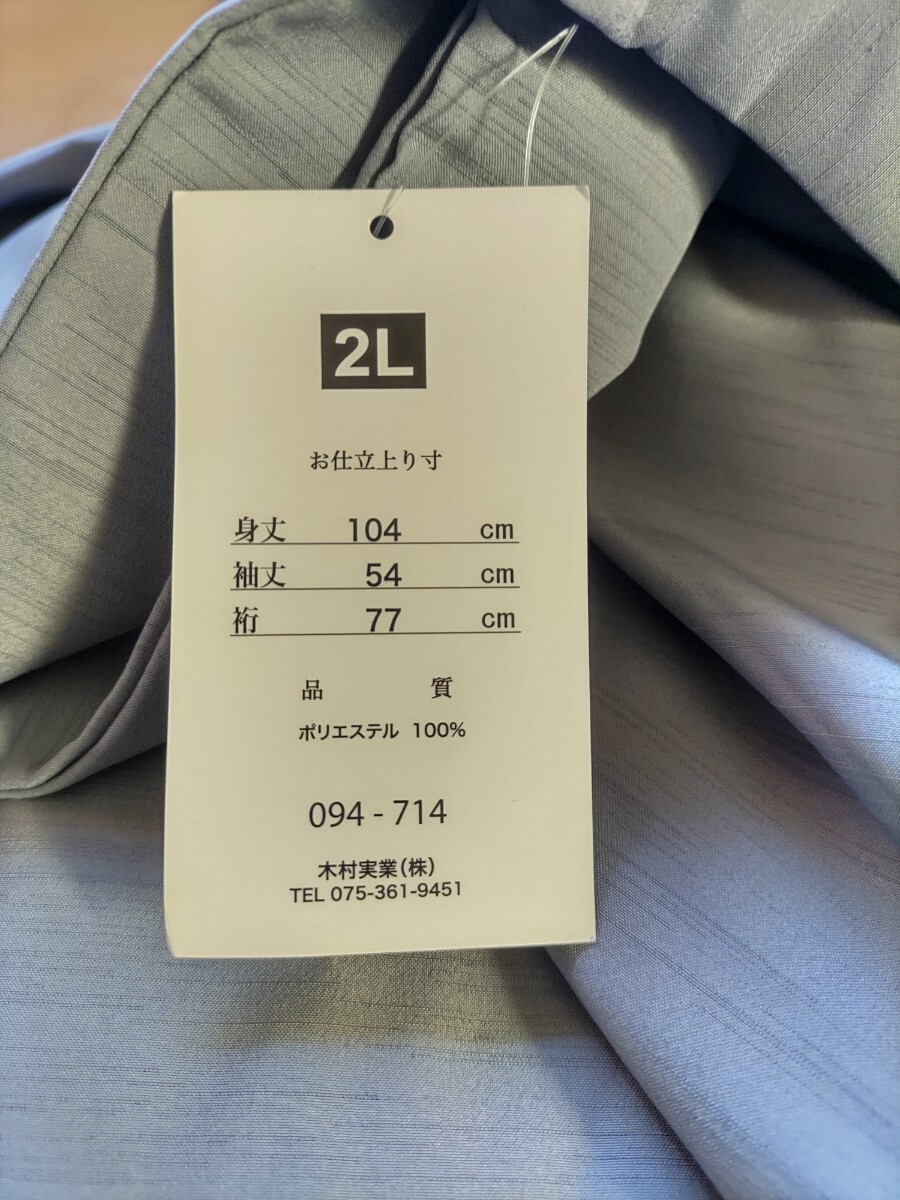 2L
お仕立上り寸
身丈 104 cm
袖丈 54 cm
裄 77 cm
品 質
ポリエステル 100%
094-714
木村実業(株)
TEL 075-361-9451